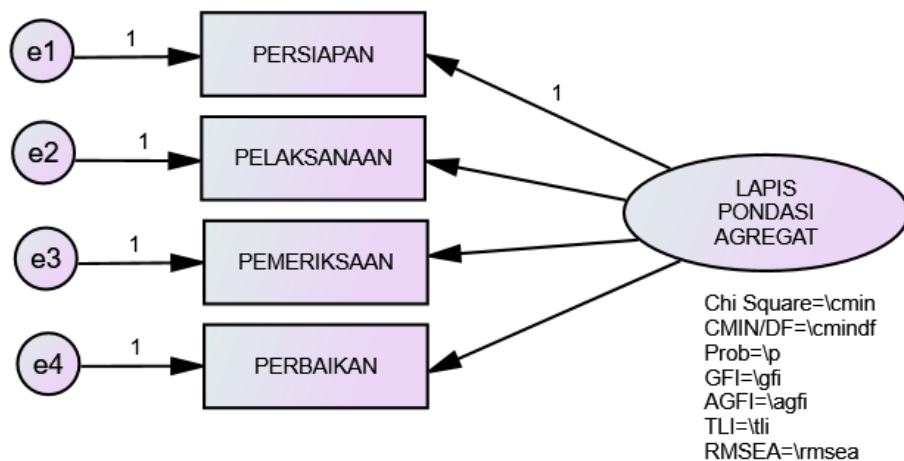 e1
1
PERSIAPAN
1
e2
1
PELAKSANAAN
LAPIS
PONDASI
AGREGAT
e3
1
PEMERIKSAAN
e4
1
PERBAIKAN
Chi Square=\cmin
CMIN/DF=\cmindf
Prob=\p
GFI=\gfi
AGFI=\agfi
TLI=\tli
RMSEA=\rmsea